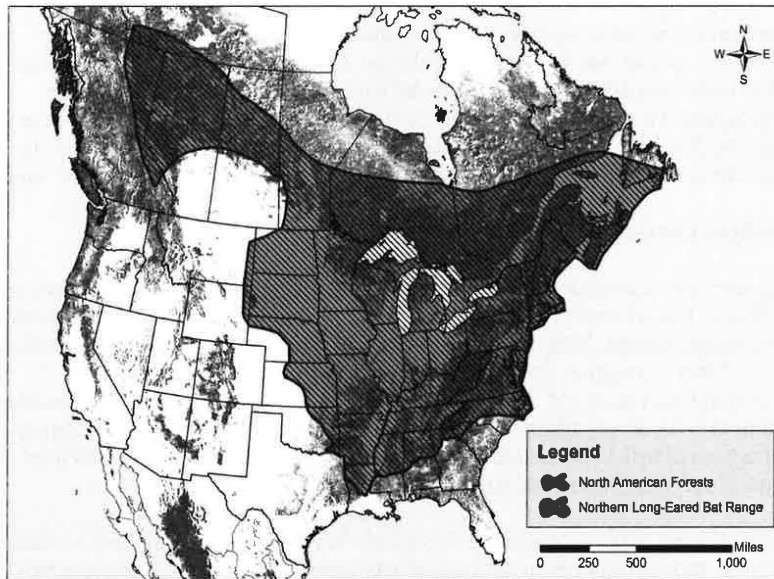 N
W E
S
Legend
North American Forests
Northern Long-Eared Bat Range
Miles
0 250 500 1,000